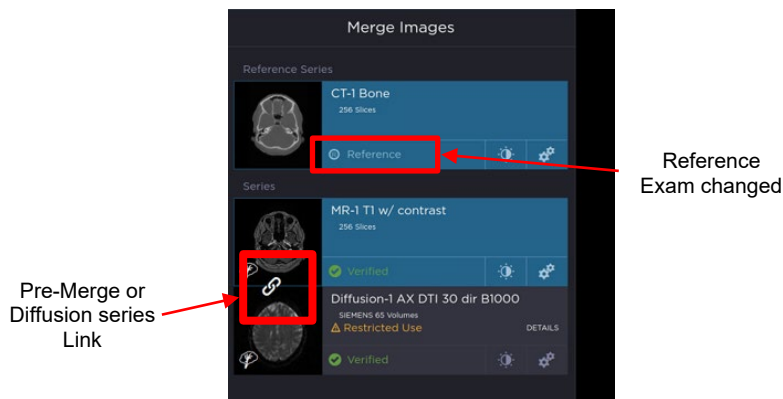 Merge Images
Reference Series
CT-1 Bone
256 Slices
Reference
Reference
Exam changed
Series
MR-1 T1 w/ contrast
256 Slices
Verified
Pre-Merge or
Diffusion series
Link
Diffusion-1 AX DTI 30 dir B1000
SIEMENS 65 Volumes
Restricted Use
DETAILS
Verified